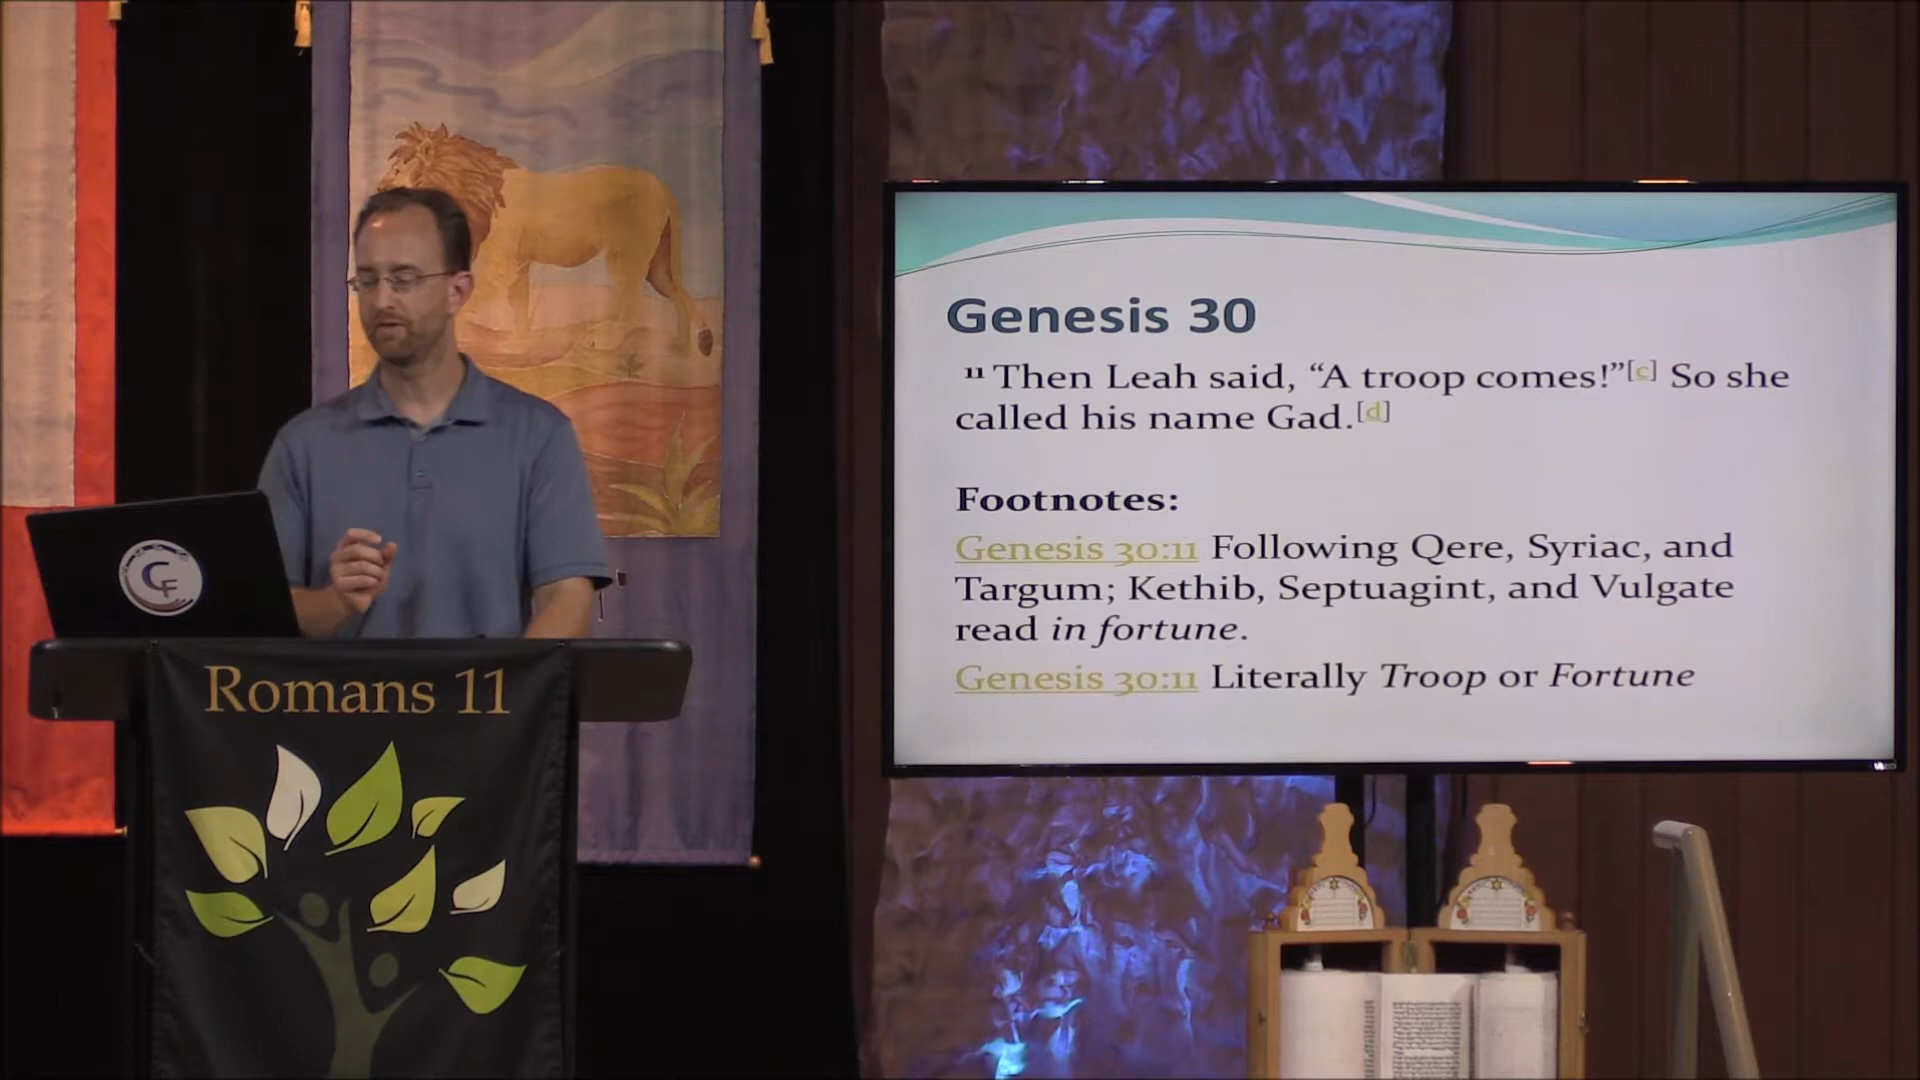 Genesis 30
11 Then Leah said, “A troop comes!”[c] So she
called his name Gad.[d]
Footnotes:
Genesis 30:11 Following Qere, Syriac, and
Targum; Kethib, Septuagint, and Vulgate
read in fortune.
Genesis 30:11 Literally Troop or Fortune
CF
Romans 11